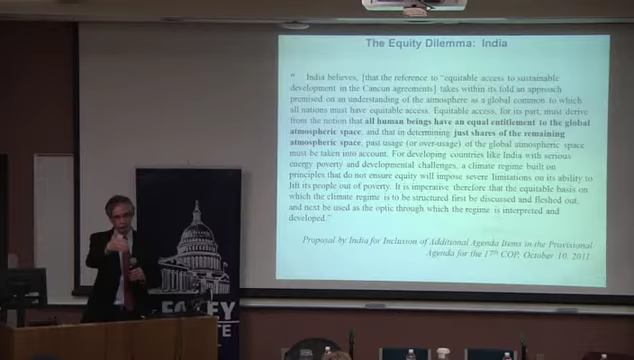 The Equity Dilemma: India
" India believes, [that the reference to "equitable access to sustainable
development in the Cancun agreements] takes within its fold an approach
premised on an understanding of the atmosphere as a global common to which
all nations must have equitable access. Equitable access, for its part, must derive
from the notion that all human beings have an equal entitlement to the global
atmospheric space, and that in determining just shares of the remaining
atmospheric space, past usage (or over-usage) of the global atmospheric space
must be taken into account. For developing countries like India with serious
energy poverty and developmental challenges, a climate regime built on
principles that do not ensure equity will impose severe limitations on its ability to
lift its people out of poverty. It is imperative therefore that the equitable basis on
which the climate regime is to be structured first be discussed and fleshed out,
and next be used as the optic through which the regime is interpreted and
developed."
Proposal by India for Inclusion of Additional Agenda Items in the Provisional
Agenda for the 17th COP, October 10, 2011.